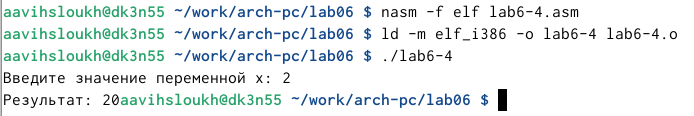 aavihsloukh@dk3n55 ~/work/arch-pc/lab06 $ nasm -f elf lab6-4.asm
aavihsloukh@dk3n55 ~/work/arch-pc/lab06 $ ld -m elf_i386 -o lab6-4 lab6-4.o
aavihsloukh@dk3n55 ~/work/arch-pc/lab06 $ ./lab6-4
Введите значение переменной x: 2
Результат: 20aavihsloukh@dk3n55 ~/work/arch-pc/lab06 $